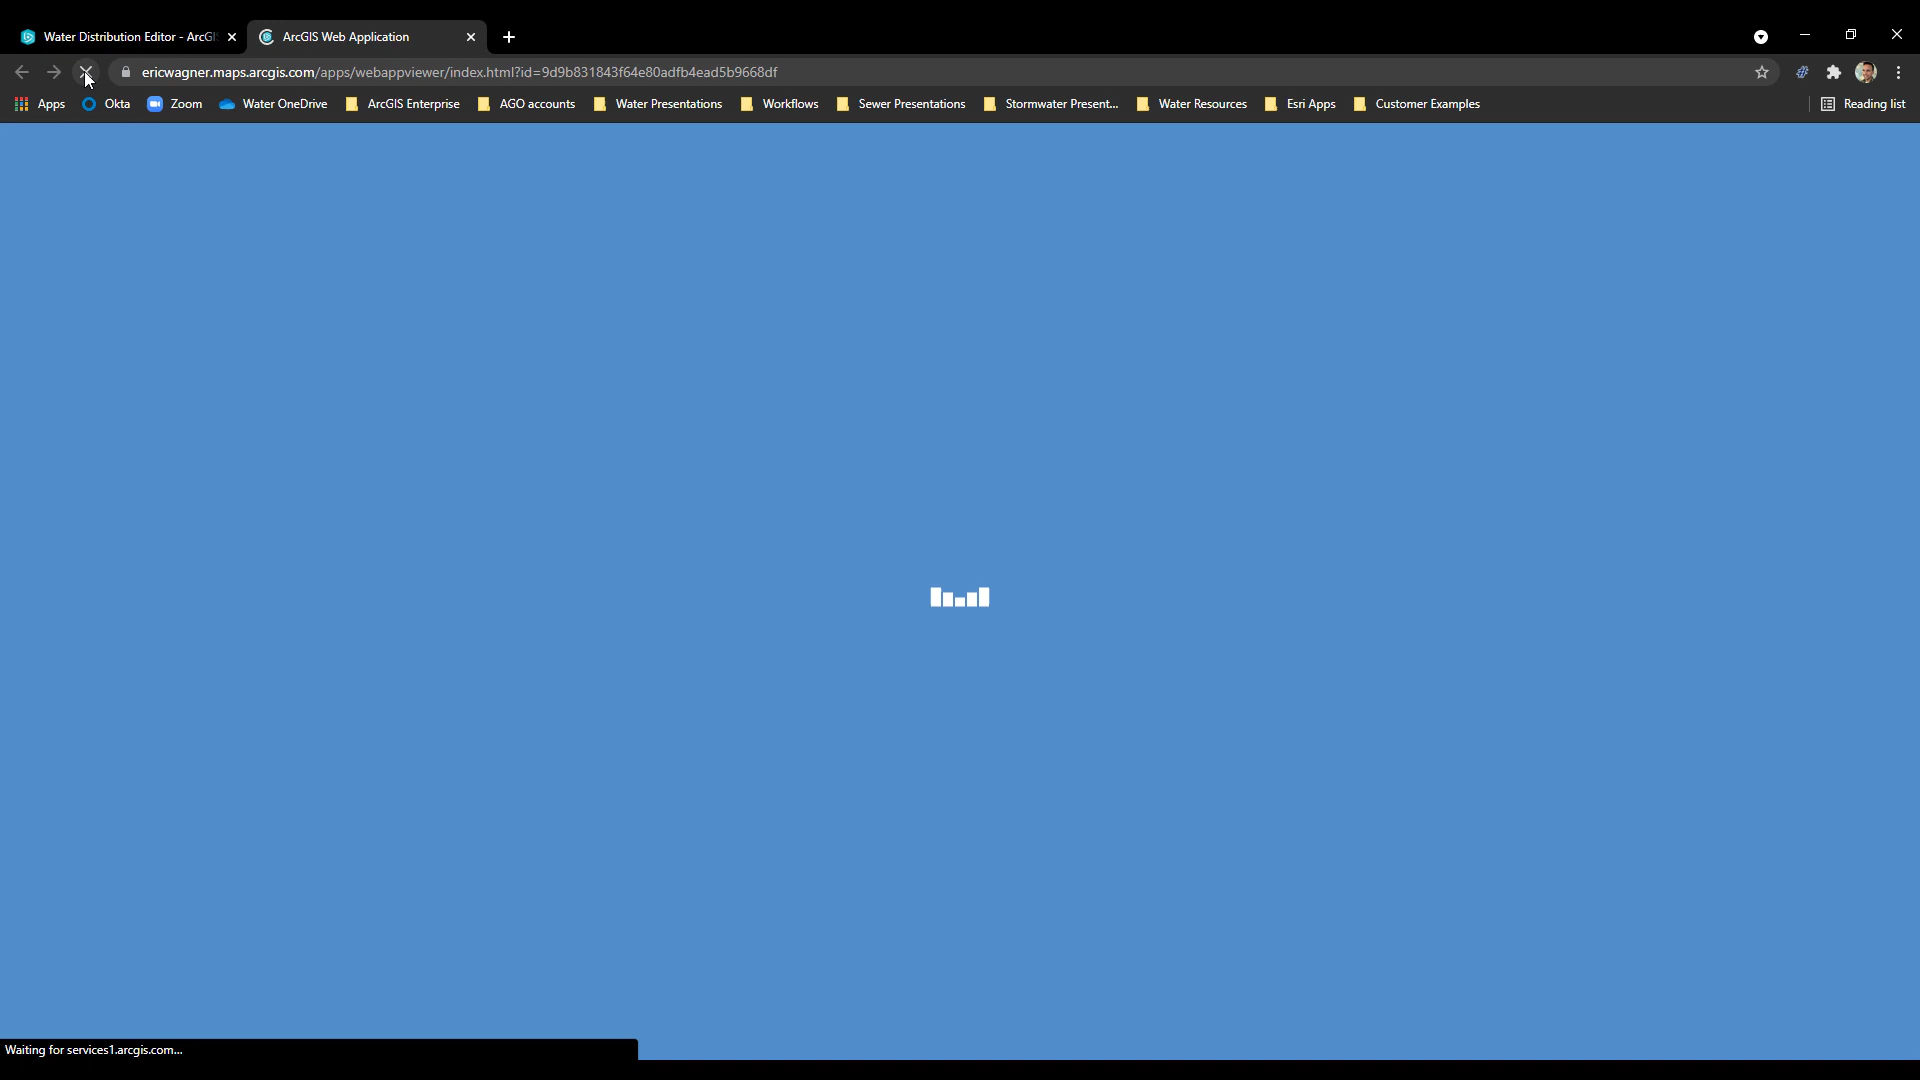 Water Distribution Editor - ArcGI
ArcGIS Web Application
ericwagner.maps.arcgis.com/apps/webappviewer/index.html?id=9d9b831843f64e80adfb4ead5b9668df
Apps Okta Zoom Water OneDrive ArcGIS Enterprise AGO accounts Water Presentations Workflows Sewer Presentations Stormwater Present... Water Resources Esri Apps Customer Examples Reading list
Waiting for services1.arcgis.com...